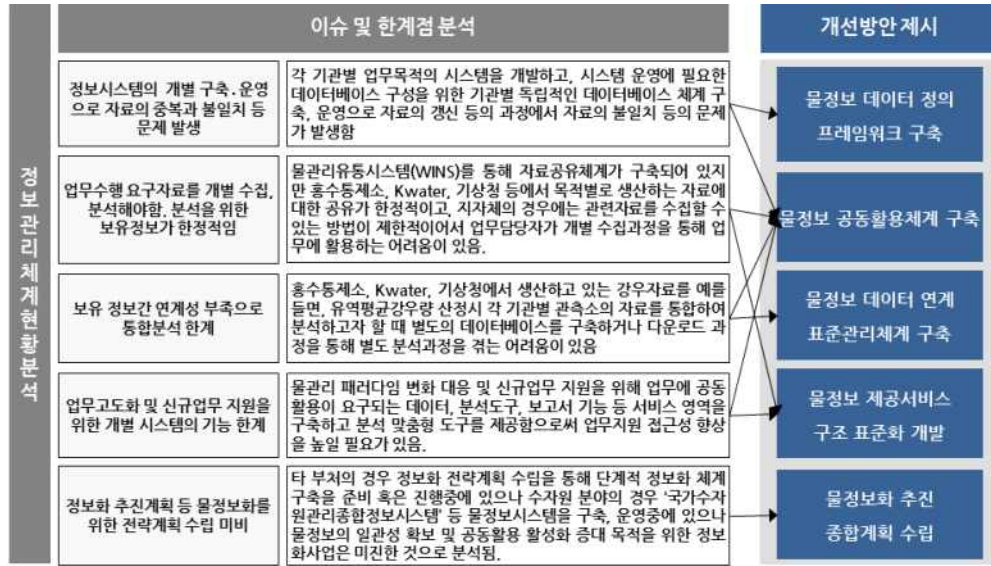 이슈 및 한계점 분석
개선방안 제시
정보관리체계현황분석
정보시스템의 개별 구축.운영
으로 자료의 중복과 불일치 등
문제 발생
각 기관별 업무목적의 시스템을 개발하고, 시스템 운영에 필요한
데이터베이스 구성을 위한 기관별 독립적인 데이터베이스 체계 구
축, 운영으로 자료의 갱신 등의 과정에서 자료의 불일치 등의 문제
가 발생함
업무수행 요구자료를 개별 수집,
분석해야함. 분석을 위한
보유정보가 한정적임
물관리유통시스템(WINS)를 통해 자료공유체계가 구축되어 있지
만 홍수통제소, Kwater, 기상청 등에서 목적별로 생산하는 자료에
대한 공유가 한정적이고, 지자체의 경우에는 관련자료를 수집할 수
있는 방법이 제한적이어서 업무담당자가 개별 수집과정을 통해 업
무에 활용하는 어려움이 있음.
보유 정보간 연계성 부족으로
통합분석 한계
홍수통제소, Kwater, 기상청에서 생산하고 있는 강우자료를 예를
들면, 유역평균강우량 산정시 각 기관별 관측소의 자료를 통합하여
분석하고자 할 때 별도의 데이터베이스를 구축하거나 다운로드 과
정을 통해 별도 분석과정을 겪는 어려움이 있음
업무고도화 및 신규업무 지원을
위한 개별 시스템의 기능 한계
물관리 패러다임 변화 대응 및 신규업무 지원을 위해 업무에 공동
활용이 요구되는 데이터, 분석도구, 보고서 기능 등 서비스 영역을
구축하고 분석 맞춤형 도구를 제공함으로써 업무지원 접근성 향상
을 높일 필요가 있음.
정보화 추진계획 등 물정보화를
위한 전략계획 수립 미비
타 부처의 경우 정보화 전략계획 수립을 통해 단계적 정보화 체계
구축을 준비 혹은 진행중에 있으나 수자원 분야의 경우 '국가수자
원관리종합정보시스템' 등 물정보시스템을 구축, 운영중에 있으나
물정보의 일관성 확보 및 공동활용 활성화 증대 목적을 위한 정보
화사업은 미진한 것으로 분석됨.
물정보 데이터 정의
프레임워크 구축
물정보 공동활용체계 구축
물정보 데이터 연계
표준관리체계 구축
물정보 제공서비스
구조 표준화 개발
물정보화 추진
종합계획 수립